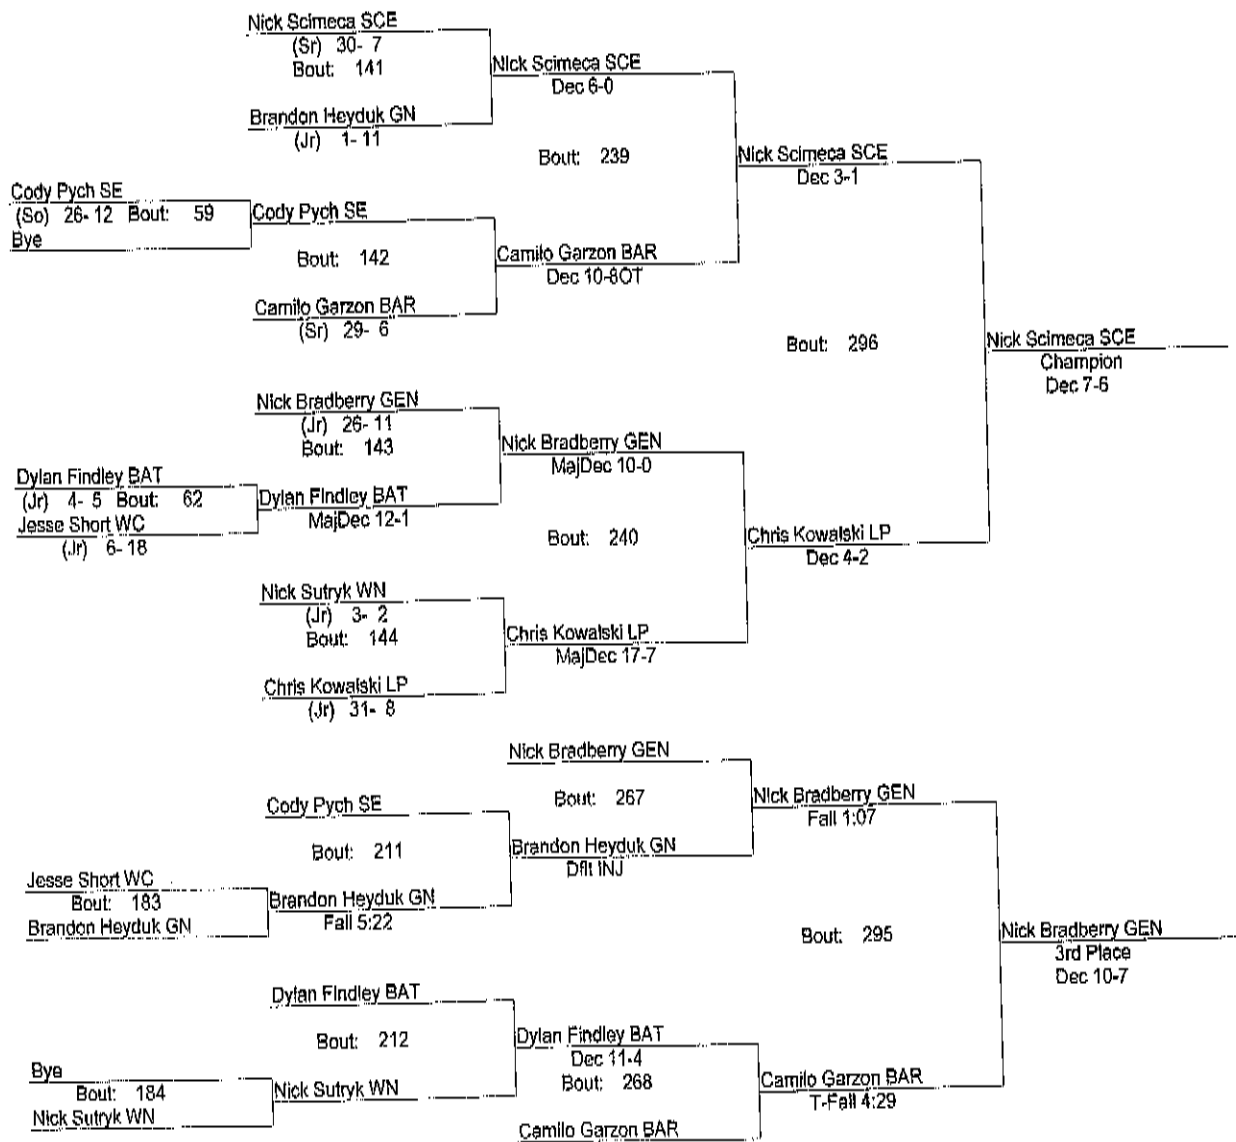 Nick Scimeca SCE
(Sr) 30- 7
Bout: 141
Nick Scimeca SCE
Dec 6-0
Brandon Heyduk GN
(Jr) 1- 11
Bout: 239
Nick Scimeca SCE
Dec 3-1
Cody Pych SE
(So) 26- 12 Bout: 59
Bye
Cody Pych SE
Bout: 142
Camilo Garzon BAR
Dec 10-8OT
Camilo Garzon BAR
(Sr) 29- 6
Bout: 296
Nick Scimeca SCE
Champion
Dec 7-6
Nick Bradberry GEN
(Jr) 26- 11
Bout: 143
Nick Bradberry GEN
MajDec 10-0
Dylan Findley BAT
(Jr) 4- 5 Bout: 62
Jesse Short WC
(Jr) 6- 18
Dylan Findley BAT
MajDec 12-1
Bout: 240
Chris Kowalski LP
Dec 4-2
Nick Sutryk WN
(Jr) 3- 2
Bout: 144
Chris Kowalski LP
MajDec 17-7
Chris Kowalski LP
(Jr) 31- 8
Nick Bradberry GEN
Bout: 267
Nick Bradberry GEN
Fall 1:07
Cody Pych SE
Bout: 211
Brandon Heyduk GN
Dflt INJ
Jesse Short WC
Bout: 183
Brandon Heyduk GN
Brandon Heyduk GN
Fall 5:22
Bout: 295
Nick Bradberry GEN
3rd Place
Dec 10-7
Dylan Findley BAT
Bout: 212
Dylan Findley BAT
Dec 11-4
Bout: 268
Bye
Bout: 184
Nick Sutryk WN
Nick Sutryk WN
Camilo Garzon BAR
T-Fall 4:29
Camilo Garzon BAR